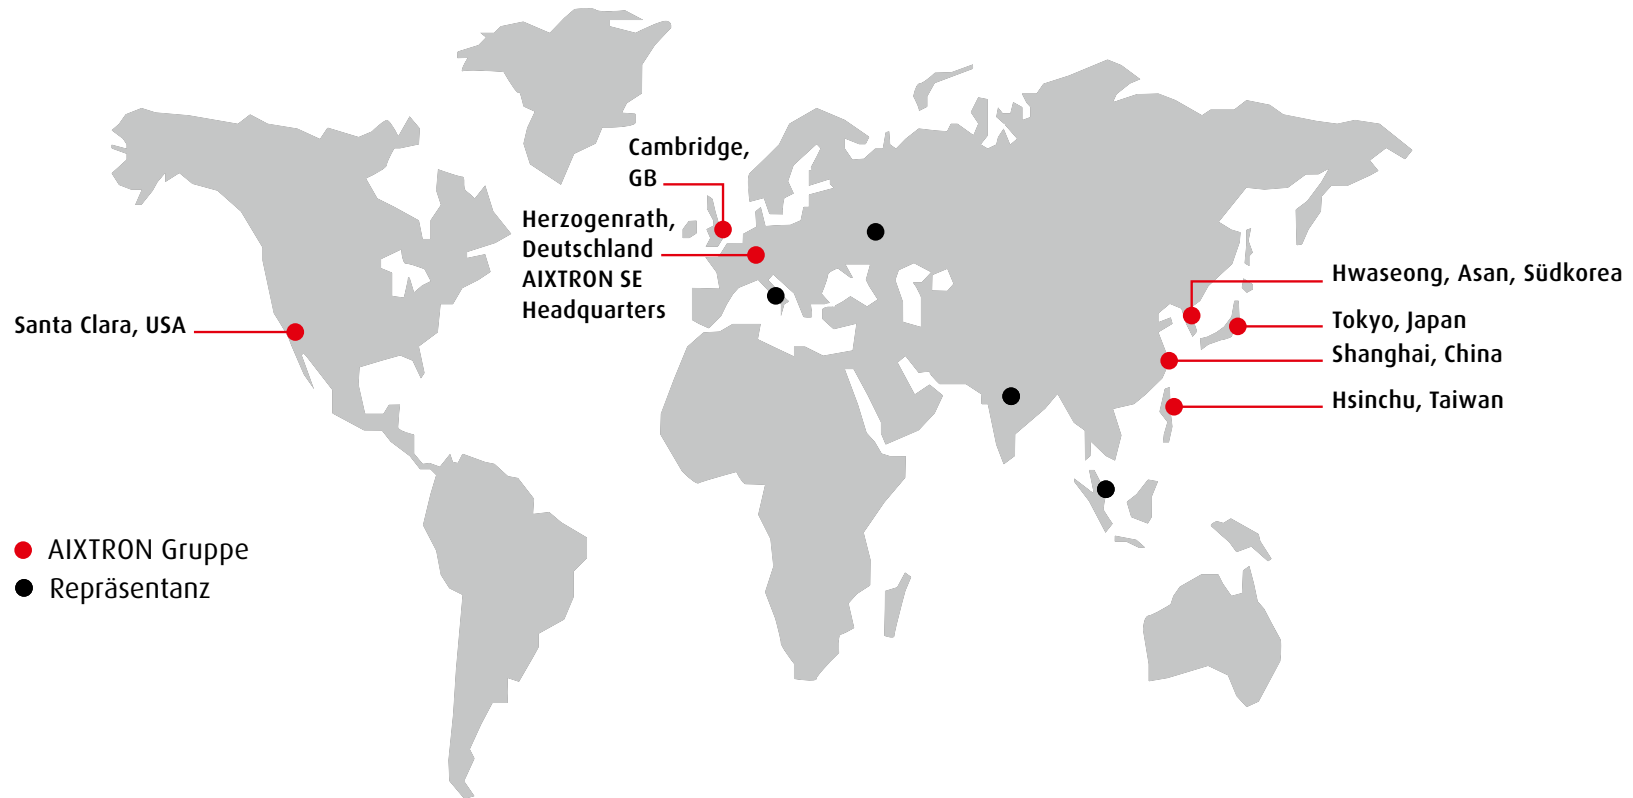 Cambridge,
GB
Herzogenrath,
Deutschland
AIXTRON SE
Headquarters
Santa Clara, USA
Hwaseong, Asan, Südkorea
Tokyo, Japan
Shanghai, China
Hsinchu, Taiwan
AIXTRON Gruppe
Repräsentanz